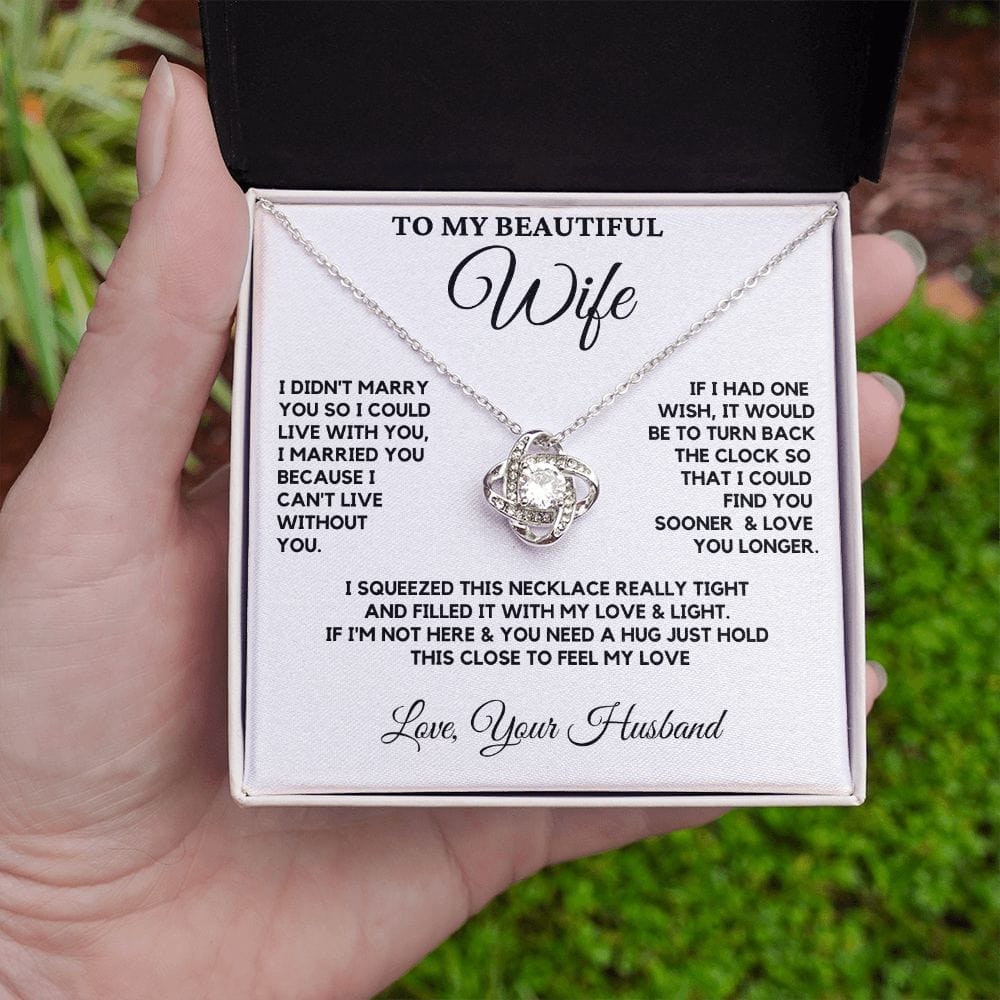 TO MY BEAUTIFUL
Wife
I DIDN'T MARRY
YOU SO I COULD
LIVE WITH YOU,
I MARRIED YOU
BECAUSE I
CAN'T LIVE
WITHOUT
YOU.
IF I HAD ONE
WISH, IT WOULD
BE TO TURN BACK
THE CLOCK SO
THAT I COULD
FIND YOU
SOONER & LOVE
YOU LONGER.
I SQUEEZED THIS NECKLACE REALLY TIGHT
AND FILLED IT WITH MY LOVE & LIGHT.
IF I'M NOT HERE & YOU NEED A HUG JUST HOLD
THIS CLOSE TO FEEL MY LOVE
Love, Your Husband